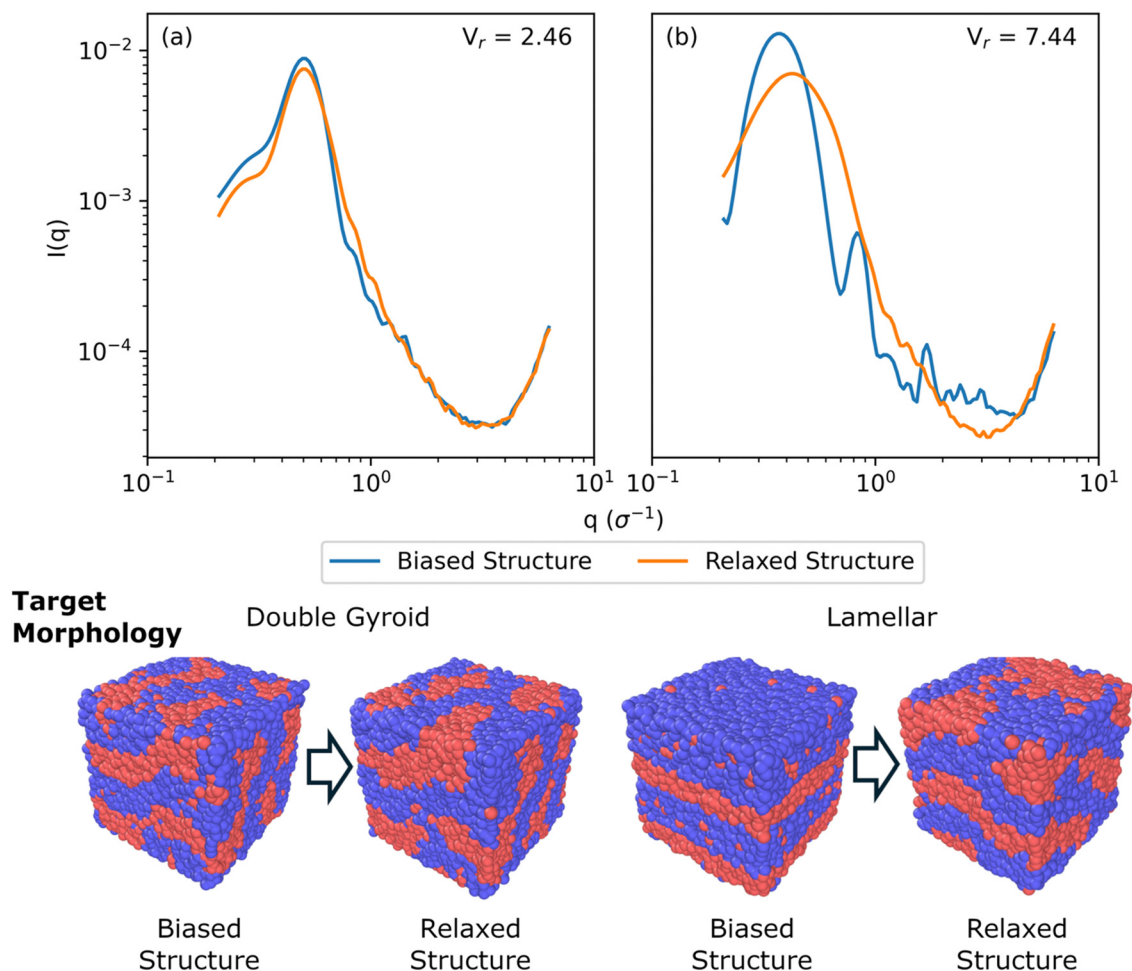 (a) V_r = 2.46
(b) V_r = 7.44
10^{-2}
10^{-3}
10^{-4}
I(q)
10^{-1} 10^{0} 10^{1}
10^{-1} 10^{0} 10^{1}
q (σ^{-1})
Biased Structure Relaxed Structure
Target
Morphology
Double Gyroid Lamellar
Biased
Structure
Relaxed
Structure
Biased
Structure
Relaxed
Structure